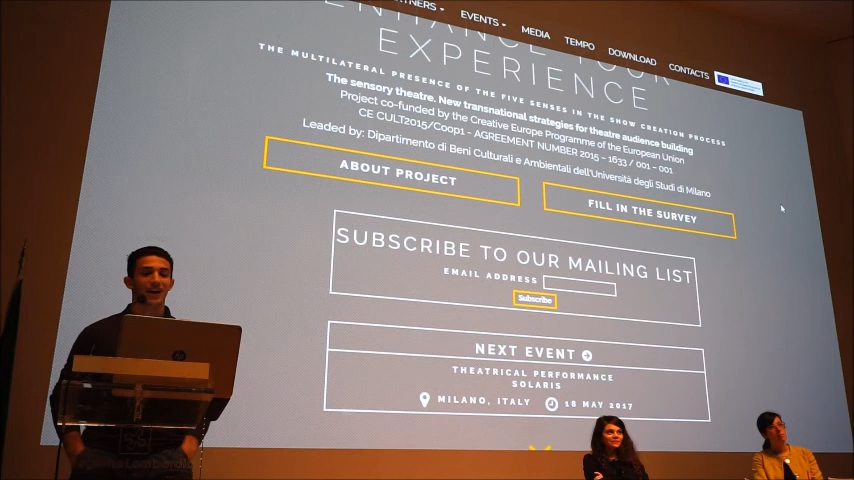 EVENTS
MEDIA
TEMPO
DOWNLOAD
CONTACTS
ENHANCE YOUR
EXPERIENCE
THE MULTILATERAL PRESENCE OF THE FIVE SENSES IN THE SHOW CREATION PROCESS
The sensory theatre. New transnational strategies for theatre audience building
Project co-funded by the Creative Europe Programme of the European Union
CE CULT2015/Coop1 - AGREEMENT NUMBER 2015 - 1633 / 001 - 001
Leaded by: Dipartimento di Beni Culturali e Ambientali dell'Università degli Studi di Milano
ABOUT PROJECT
FILL IN THE SURVEY
SUBSCRIBE TO OUR MAILING LIST
EMAIL ADDRESS
Subscribe
NEXT EVENT
THEATRICAL PERFORMANCE
SOLARIS
MILANO, ITALY 18 MAY 2017
hp